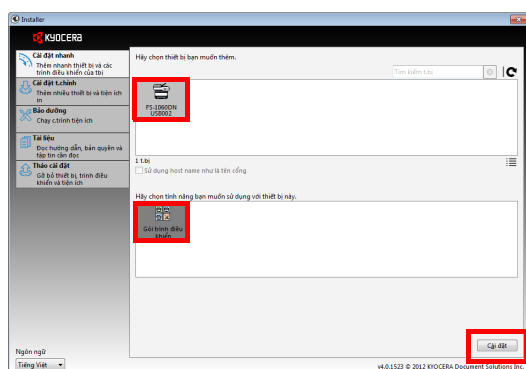 Installer
KYOCERA
Cài đặt nhanh
Thêm nhanh thiết bị và các
trình điều khiển của tbị
Cài đặt t.chỉnh
Thêm nhiều thiết bị và tiện ích
in
Bảo dưỡng
Chạy c.trình tiện ích
Tài liệu
Đọc hướng dẫn, bản quyền và
tập tin cần đọc
Tháo cài đặt
Gỡ bỏ thiết bị, trình điều
khiển và tiện ích
Ngôn ngữ
Tiếng Việt
Hãy chọn thiết bị bạn muốn thêm.
Tìm kiếm t.bị
FS-1060DN
USB002
1 t.bị
Sử dụng host name như là tên cổng
Hãy chọn tính năng bạn muốn sử dụng với thiết bị này.
Gói trình điều
khiển
Cài đặt
v4.0.1523 © 2012 KYOCERA Document Solutions Inc.